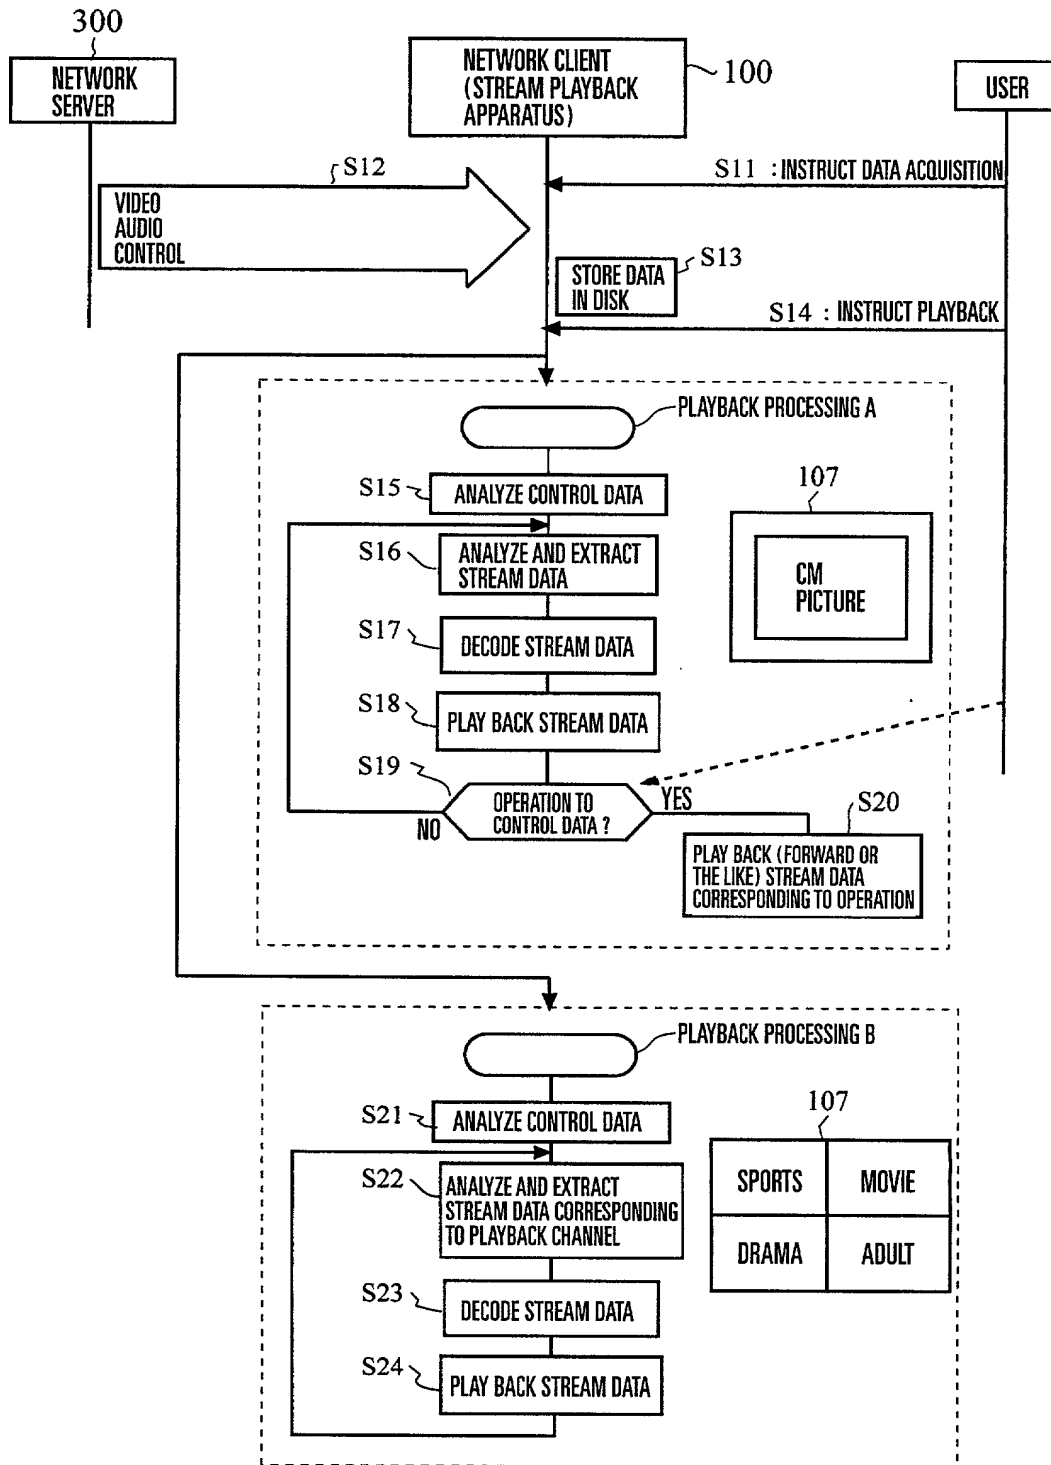 300
NETWORK
SERVER
NETWORK CLIENT
(STREAM PLAYBACK
APPARATUS)
100
USER
S12
S11 : INSTRUCT DATA ACQUISITION
VIDEO
AUDIO
CONTROL
STORE DATA
IN DISK
S13
S14 : INSTRUCT PLAYBACK
PLAYBACK PROCESSING A
S15
ANALYZE CONTROL DATA
107
S16
ANALYZE AND EXTRACT
STREAM DATA
CM
PICTURE
S17
DECODE STREAM DATA
S18
PLAY BACK STREAM DATA
S19
OPERATION TO
CONTROL DATA ?
NO
YES
S20
PLAY BACK (FORWARD OR
THE LIKE) STREAM DATA
CORRESPONDING TO OPERATION
PLAYBACK PROCESSING B
S21
ANALYZE CONTROL DATA
107
S22
ANALYZE AND EXTRACT
STREAM DATA CORRESPONDING
TO PLAYBACK CHANNEL
SPORTS
MOVIE
DRAMA
ADULT
S23
DECODE STREAM DATA
S24
PLAY BACK STREAM DATA